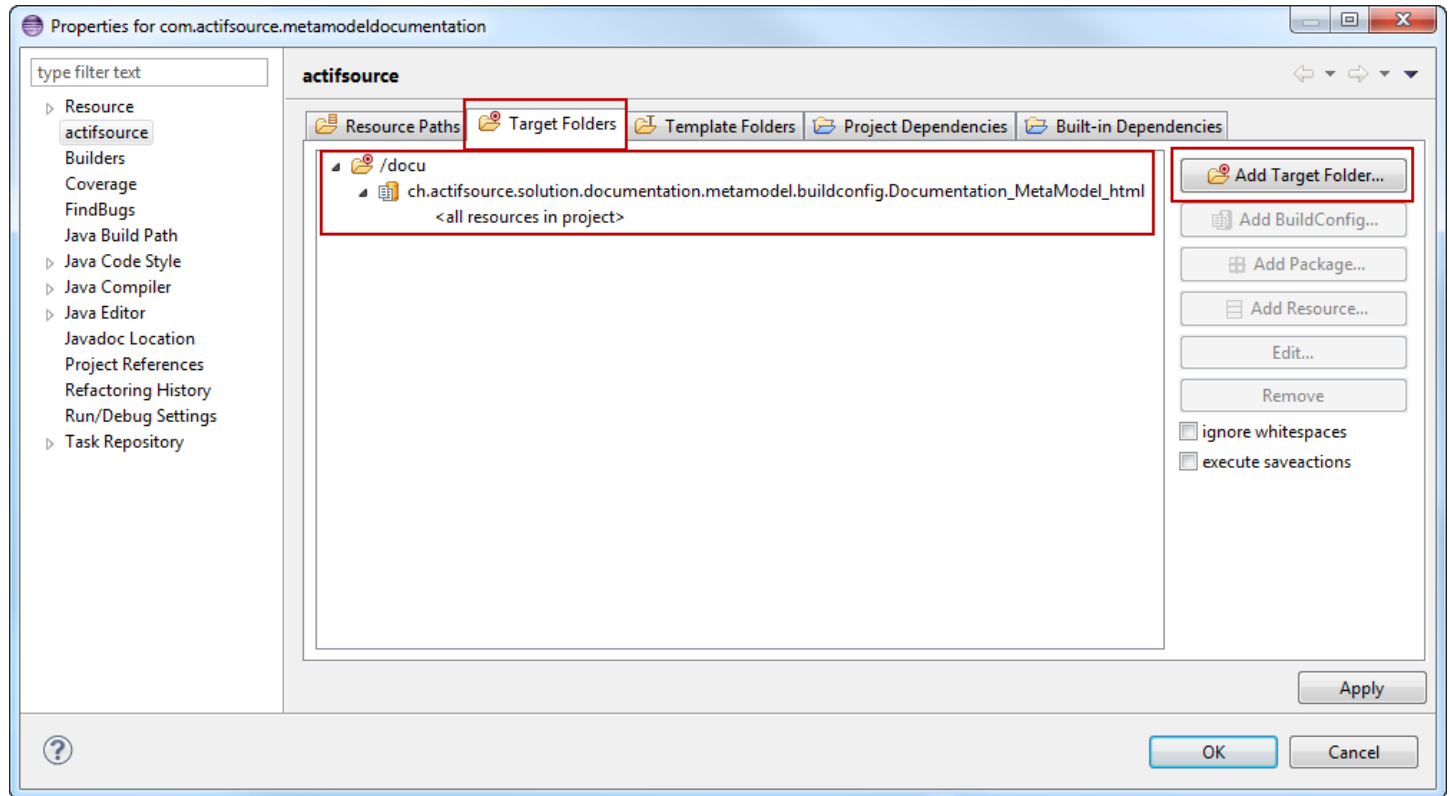 Properties for com.actifsource.metamodeldocumentation
type filter text
Resource
actifsource
Builders
Coverage
FindBugs
Java Build Path
Java Code Style
Java Compiler
Java Editor
Javadoc Location
Project References
Refactoring History
Run/Debug Settings
Task Repository
actifsource
Resource Paths
Target Folders
Template Folders
Project Dependencies
Built-in Dependencies
/docu
ch.actifsource.solution.documentation.metamodel.buildconfig.Documentation_MetaModel_html
<all resources in project>
Add Target Folder...
Add BuildConfig...
Add Package...
Add Resource...
Edit...
Remove
ignore whitespaces
execute saveactions
Apply
?
OK
Cancel